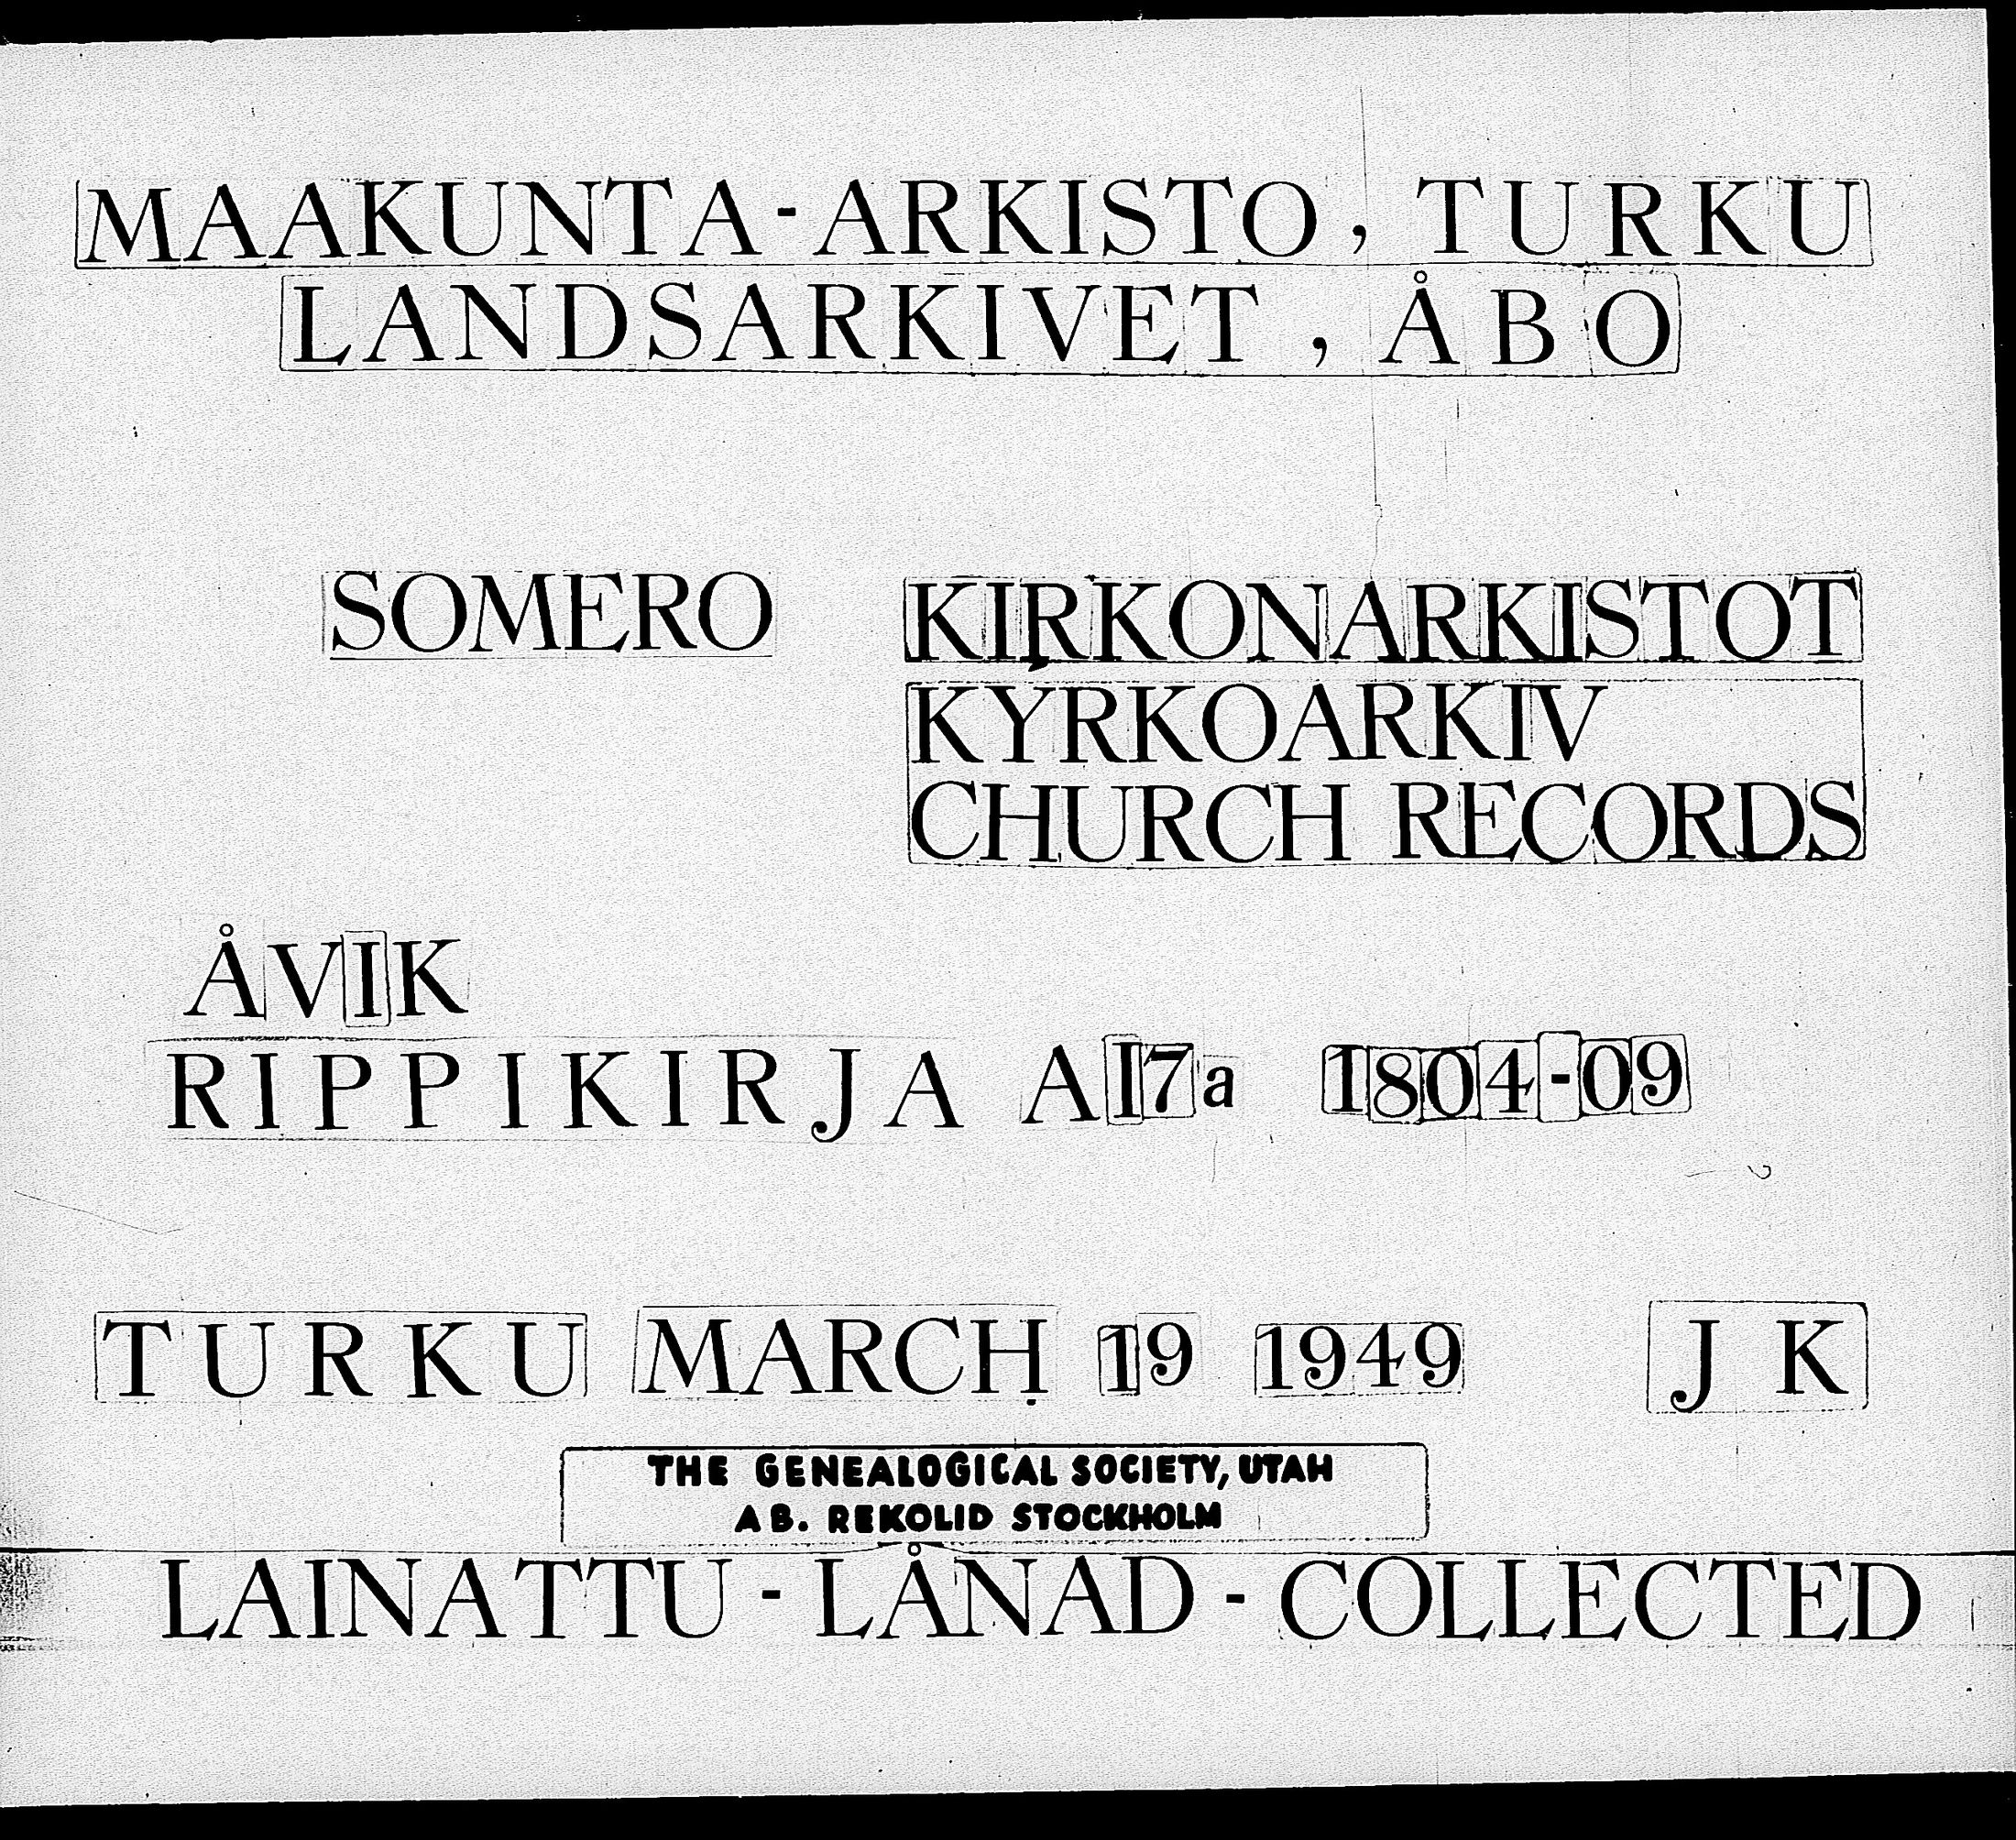 MAAKUNTA-ARKISTO, TURKU
LANDSARKIVET, ÅBO
SOMERO KIRKONARKISTOT
KYRKOARKIV
CHURCH RECORDS
ÅVIK
RIPPIKIRJA AI7a 1804-09
TURKU MARCH 19 1949 JK
THE GENEALOGICAL SOCIETY, UTAH
AB. REKOLID STOCKHOLM
LAINATTU - LÅNAD - COLLECTED